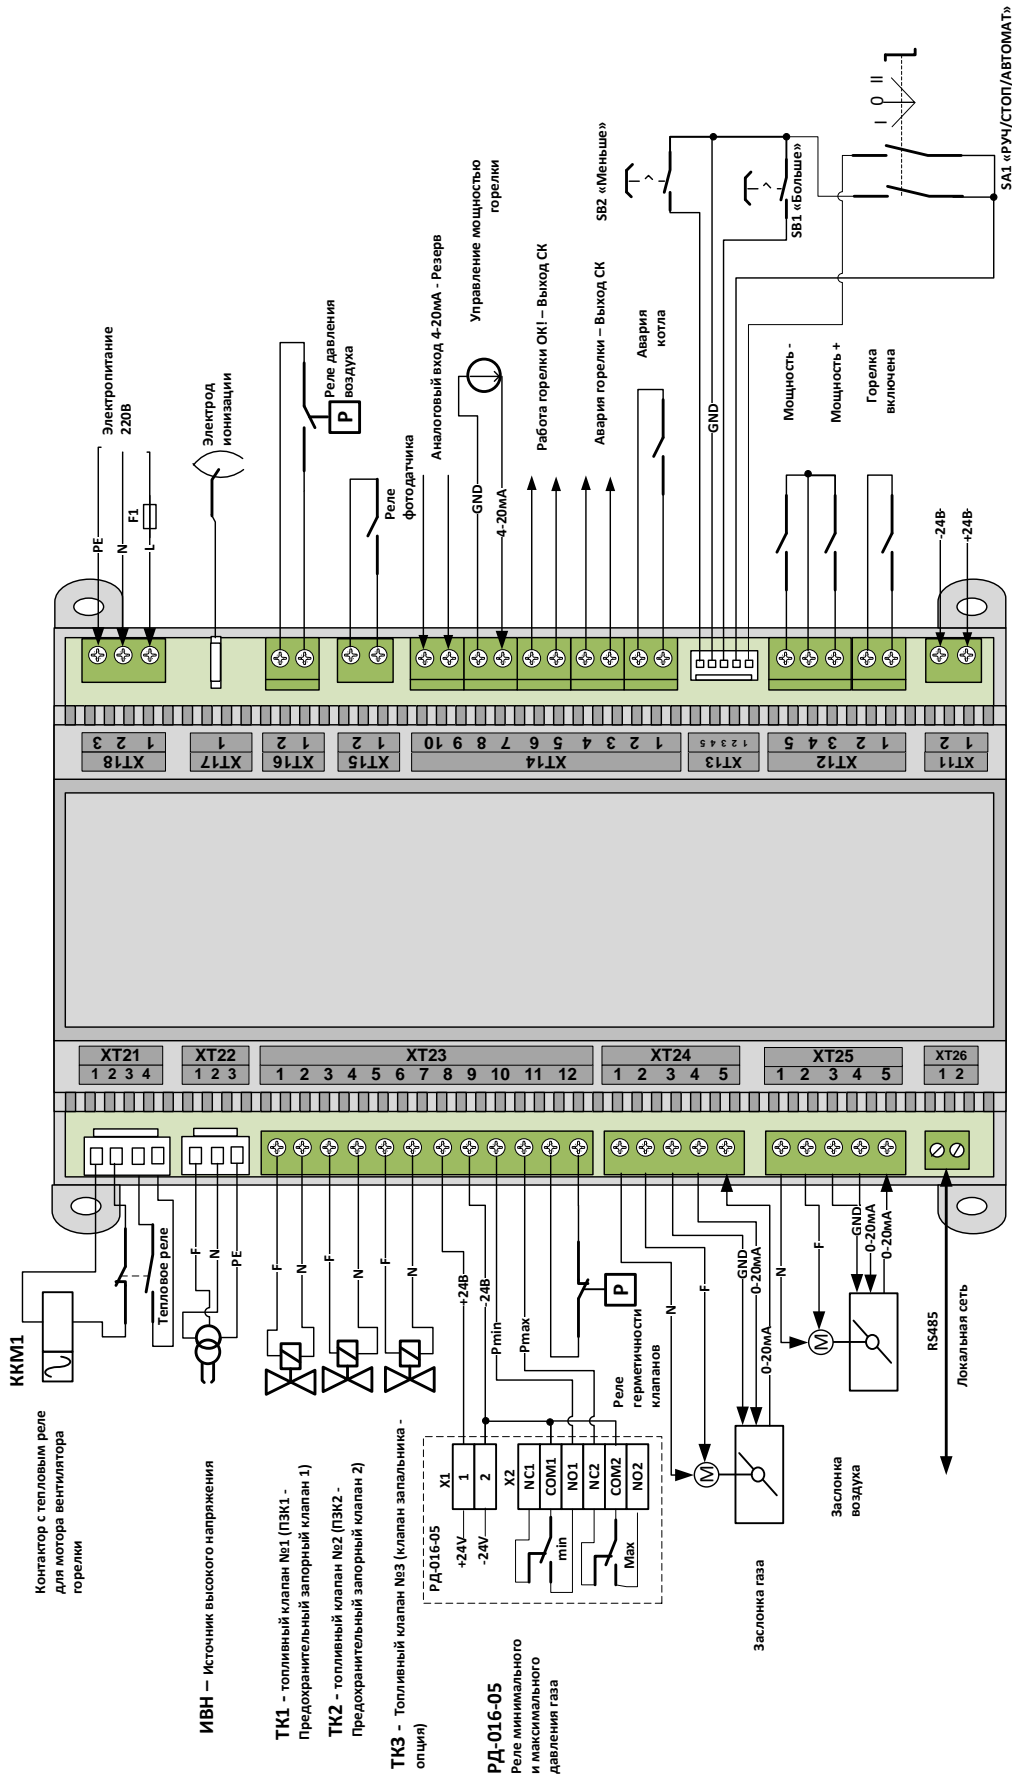 Электропитание
220В
PE
N
F1
L
Электрод
ионизации
Реле давления
воздуха
P
Реле
фотодатчика
Аналоговый вход 4-20мА - Резерв
Управление мощностью
горелки
GND
4-20мА
Работа горелки ОК! – Выход СК
Авария горелки – Выход СК
Авария
котла
SB2 «Меньше»
SB1 «Больше»
GND
I 0 II
SA1 «РУЧ/СТОП/АВТОМАТ»
Мощность -
Мощность +
Горелка
включена
-24В
+24В
3 2 1
XT18
1
XT17
2 1
XT16
2 1
XT15
10 9 8 7 6 5 4 3 2 1
XT14
1 2 3 4 5
XT13
5 4 3 2 1
XT12
2 1
XT11
XT21
1 2 3 4
XT22
1 2 3
XT23
1 2 3 4 5 6 7 8 9 10 11 12
XT24
1 2 3 4 5
XT25
1 2 3 4 5
XT26
1 2
ККМ1
Тепловое реле
Контактор с тепловым реле
для мотора вентилятора
горелки
F
N
PE
ИВН – Источник высокого напряжения
F
N
F
N
F
N
ТК1 - топливный клапан №1 (ПЗК1 -
Предохранительный запорный клапан 1)
ТК2 - топливный клапан №2 (ПЗК2 -
Предохранительный запорный клапан 2)
ТК3 - Топливный клапан №3 (клапан запальника -
опция)
+24В
-24В
Pmin
Pmax
P
Реле
герметичности
клапанов
РД-016-05
+24V
-24V
X1
1
2
X2
NC1
COM1
NO1
NC2
COM2
NO2
min
Max
РД-016-05
Реле минимального
и максимального
давления газа
N
F
GND
0-20мА
0-20мА
M
Заслонка газа
N
F
GND
0-20мА
0-20мА
M
Заслонка
воздуха
RS485
Локальная сеть